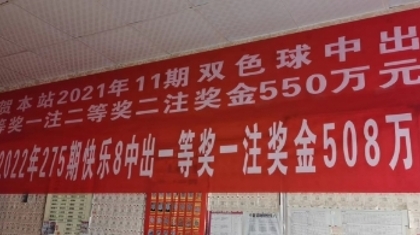 贺本站2021年11期双色球中出
等奖一注二等奖二注奖金550万元
2022年275期快乐8中出一等奖一注奖金508万